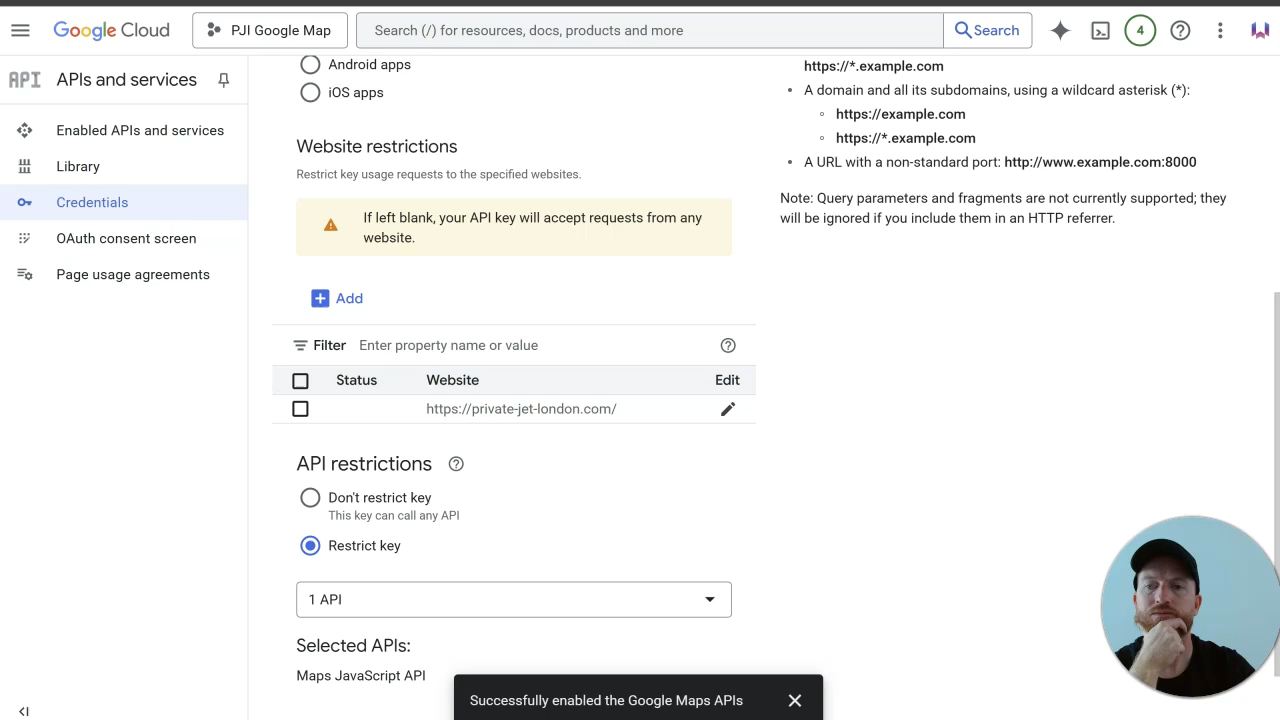 Google Cloud
PJI Google Map
Search (/) for resources, docs, products and more
Search
4
API
APIs and services
Enabled APIs and services
Library
Credentials
OAuth consent screen
Page usage agreements
Android apps
iOS apps
Website restrictions
Restrict key usage requests to the specified websites.
If left blank, your API key will accept requests from any
website.
Add
Filter
Enter property name or value
Status
Website
Edit
https://private-jet-london.com/
API restrictions
Don't restrict key
This key can call any API
Restrict key
1 API
Selected APIs:
Maps JavaScript API
Successfully enabled the Google Maps APIs
https://*.example.com
• A domain and all its subdomains, using a wildcard asterisk (*):
◦ https://example.com
◦ https://*.example.com
• A URL with a non-standard port: http://www.example.com:8000
Note: Query parameters and fragments are not currently supported; they
will be ignored if you include them in an HTTP referrer.